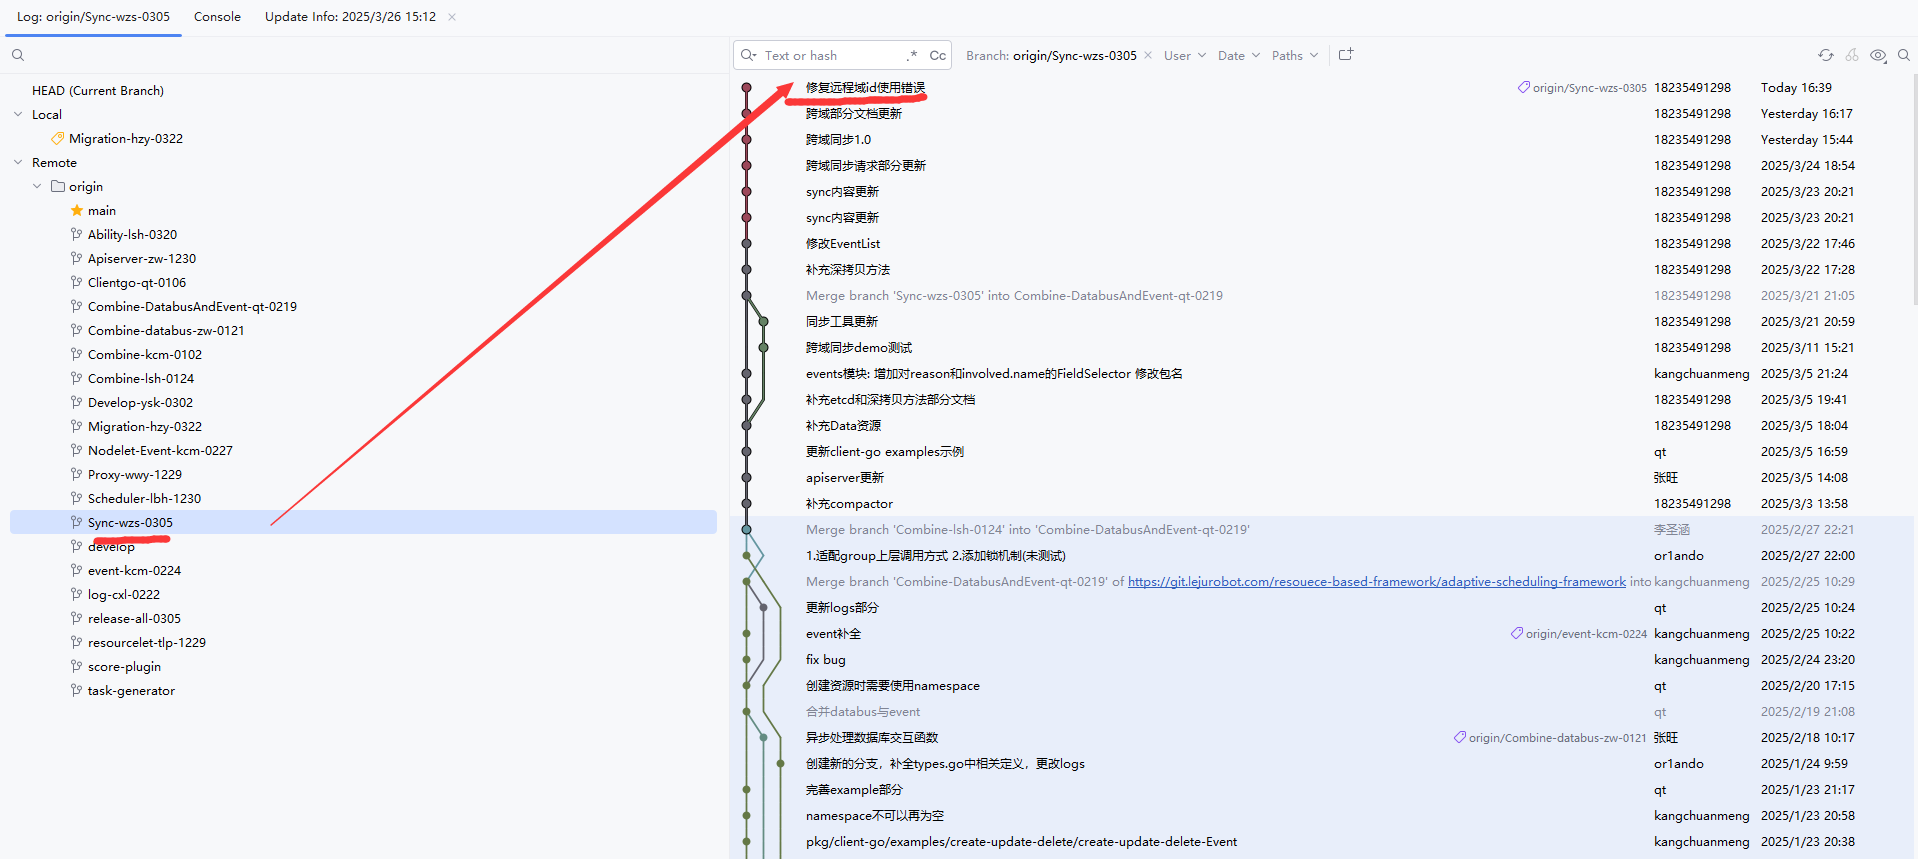 Log: origin/Sync-wzs-0305 Console Update Info: 2025/3/26 15:12
Text or hash .* Cc Branch: origin/Sync-wzs-0305 User Date Paths
HEAD (Current Branch)
Local
Migration-hzy-0322
Remote
origin
main
Ability-lsh-0320
Apiserver-zw-1230
Clientgo-qt-0106
Combine-DatabusAndEvent-qt-0219
Combine-databus-zw-0121
Combine-kcm-0102
Combine-lsh-0124
Develop-ysk-0302
Migration-hzy-0322
Nodelet-Event-kcm-0227
Proxy-wwy-1229
Scheduler-lbh-1230
Sync-wzs-0305
develop
event-kcm-0224
log-cxl-0222
release-all-0305
resourcelet-tlp-1229
score-plugin
task-generator
修复远程域id使用错误 origin/Sync-wzs-0305 18235491298 Today 16:39
跨域部分文档更新 18235491298 Yesterday 16:17
跨域同步1.0 18235491298 Yesterday 15:44
跨域同步请求部分更新 18235491298 2025/3/24 18:54
sync内容更新 18235491298 2025/3/23 20:21
sync内容更新 18235491298 2025/3/23 20:21
修改EventList 18235491298 2025/3/22 17:46
补充深拷贝方法 18235491298 2025/3/22 17:28
Merge branch 'Sync-wzs-0305' into Combine-DatabusAndEvent-qt-0219 18235491298 2025/3/21 21:05
同步工具更新 18235491298 2025/3/21 20:59
跨域同步demo测试 18235491298 2025/3/11 15:21
events模块: 增加对reason和involved.name的FieldSelector 修改包名 kangchuanmeng 2025/3/5 21:24
补充etcd和深拷贝方法部分文档 18235491298 2025/3/5 19:41
补充Data资源 18235491298 2025/3/5 18:04
更新client-go examples示例 qt 2025/3/5 16:59
apiserver更新 张旺 2025/3/5 14:08
补充compactor 18235491298 2025/3/3 13:58
Merge branch 'Combine-lsh-0124' into 'Combine-DatabusAndEvent-qt-0219' 李圣涵 2025/2/27 22:21
1.适配group上层调用方式 2.添加锁机制(未测试) or1ando 2025/2/27 22:00
Merge branch 'Combine-DatabusAndEvent-qt-0219' of https://git.lejurobot.com/resouece-based-framework/adaptive-scheduling-framework into kangchuanmeng 2025/2/25 10:29
更新logs部分 qt 2025/2/25 10:24
event补全 origin/event-kcm-0224 kangchuanmeng 2025/2/25 10:22
fix bug kangchuanmeng 2025/2/24 23:20
创建资源时需要使用namespace qt 2025/2/20 17:15
合并databus与event qt 2025/2/19 21:08
异步处理数据库交互函数 origin/Combine-databus-zw-0121 张旺 2025/2/18 10:17
创建新的分支，补全types.go中相关定义，更改logs or1ando 2025/1/24 9:59
完善example部分 qt 2025/1/23 21:17
namespace不可以再为空 kangchuanmeng 2025/1/23 20:58
pkg/client-go/examples/create-update-delete/create-update-delete-Event kangchuanmeng 2025/1/23 20:38